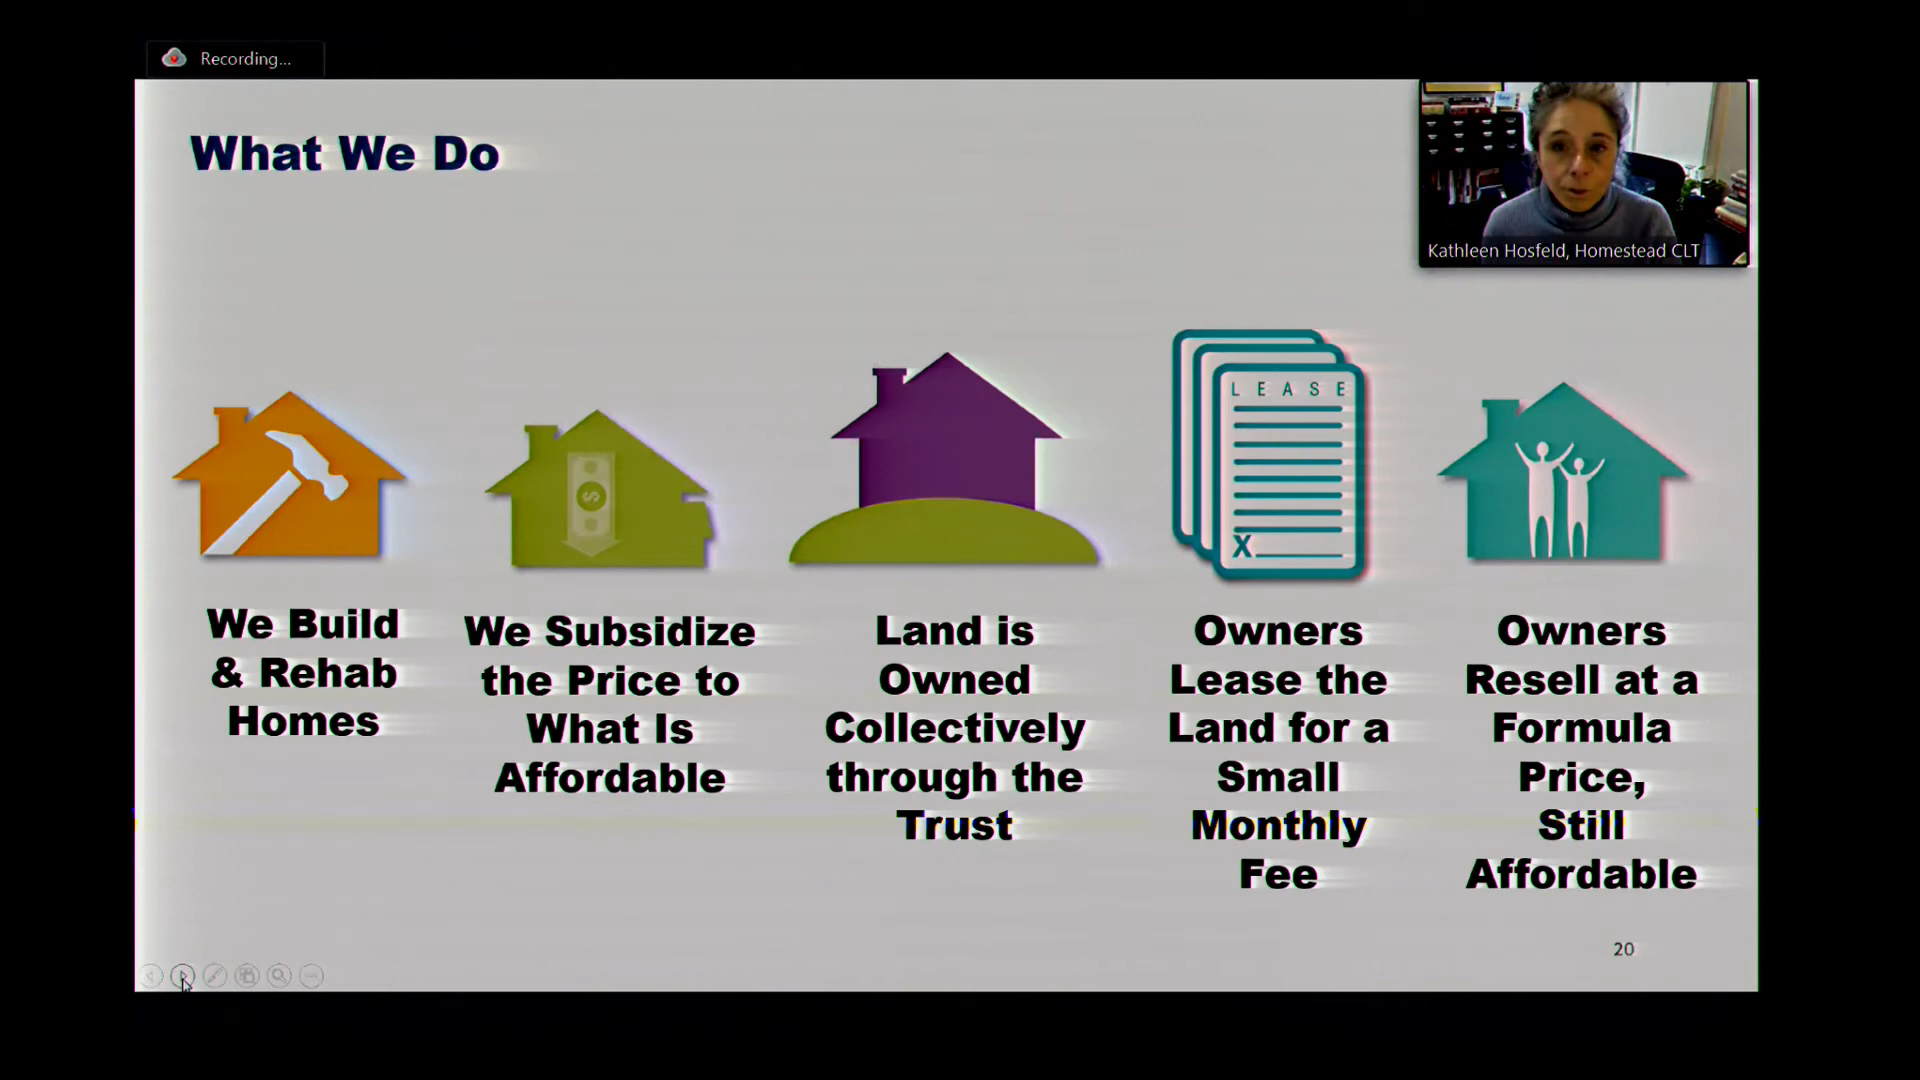 Recording...
What We Do
Kathleen Hosfeld, Homestead CLT
LEASE
X
We Build
& Rehab
Homes
We Subsidize
the Price to
What Is
Affordable
Land is
Owned
Collectively
through the
Trust
Owners
Lease the
Land for a
Small
Monthly
Fee
Owners
Resell at a
Formula
Price,
Still
Affordable
20